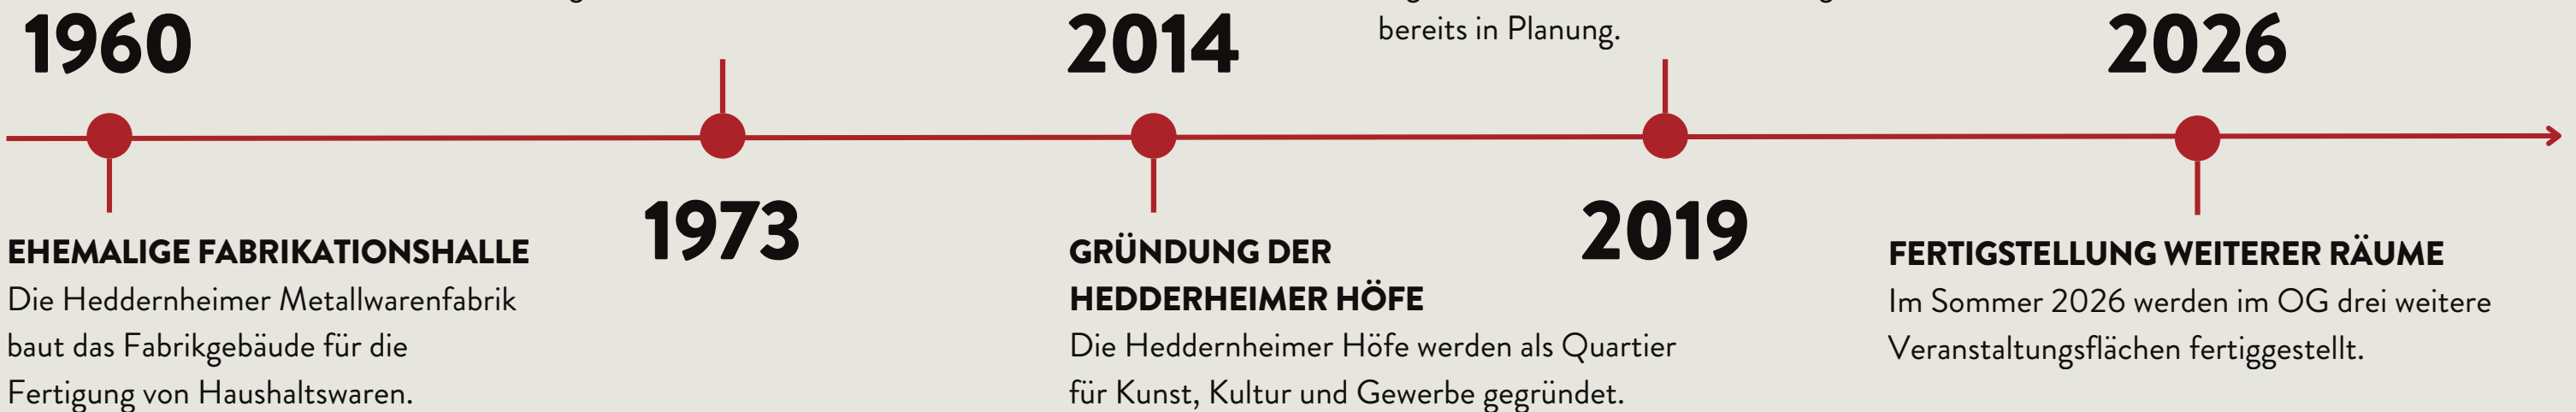 1960
2014
bereits in Planung.
2026
1973
2019
EHEMALIGE FABRIKATIONSHALLE
Die Heddernheimer Metallwarenfabrik
baut das Fabrikgebäude für die
Fertigung von Haushaltswaren.
GRÜNDUNG DER
HEDDERHEIMER HÖFE
Die Heddernheimer Höfe werden als Quartier
für Kunst, Kultur und Gewerbe gegründet.
FERTIGSTELLUNG WEITERER RÄUME
Im Sommer 2026 werden im OG drei weitere
Veranstaltungsflächen fertiggestellt.